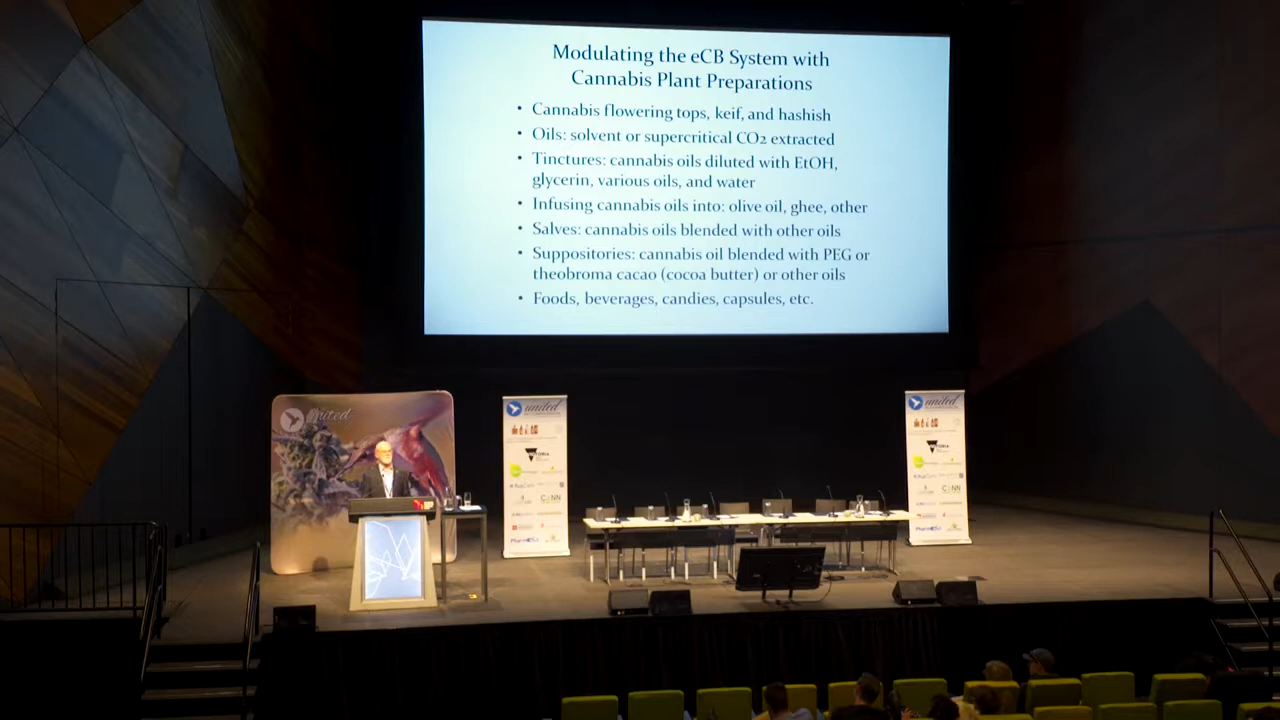 Modulating the eCB System with
Cannabis Plant Preparations
• Cannabis flowering tops, keif, and hashish
• Oils: solvent or supercritical CO2 extracted
• Tinctures: cannabis oils diluted with EtOH,
glycerin, various oils, and water
• Infusing cannabis oils into: olive oil, ghee, other
• Salves: cannabis oils blended with other oils
• Suppositories: cannabis oil blended with PEG or
theobroma cacao (cocoa butter) or other oils
• Foods, beverages, candies, capsules, etc.
united
united
united